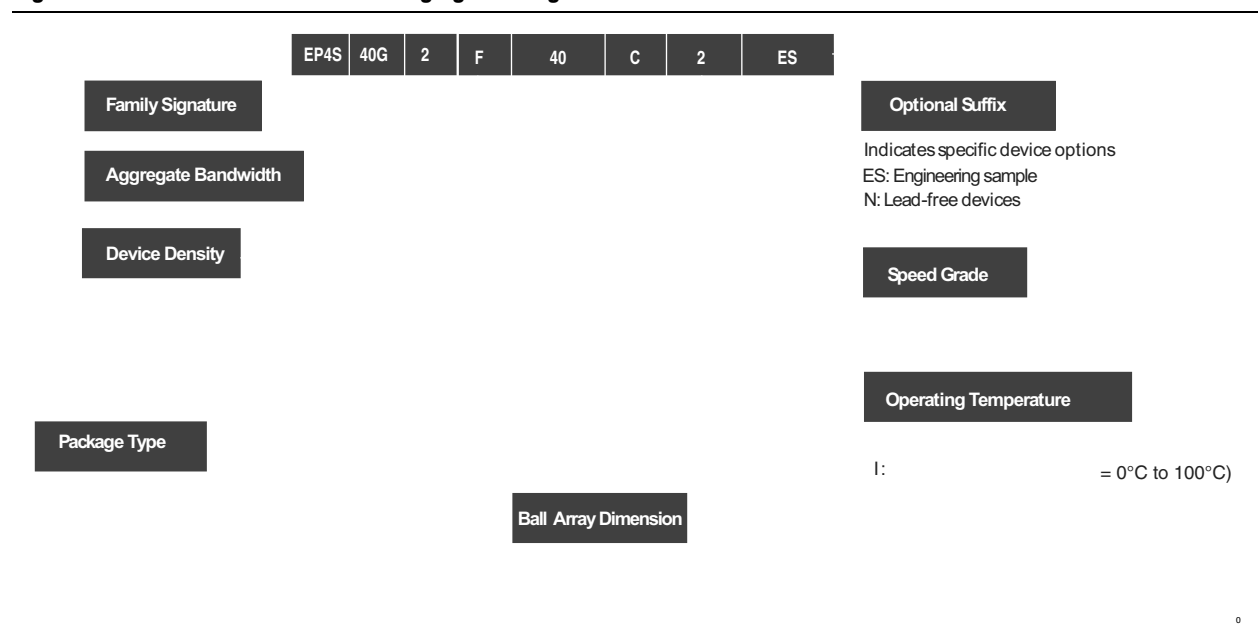 EP4S 40G 2 F 40 C 2 ES
Family Signature
Optional Suffix
Indicates specific device options
ES: Engineering sample
N: Lead-free devices
Aggregate Bandwidth
Device Density
Speed Grade
Operating Temperature
Package Type
I: = 0°C to 100°C)
Ball Array Dimension
0